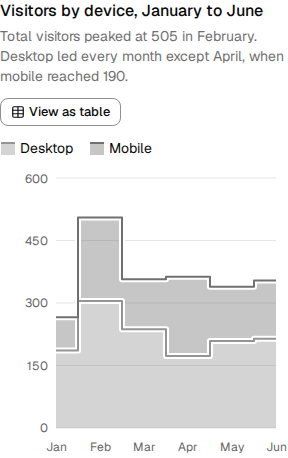 Visitors by device, January to June
Total visitors peaked at 505 in February.
Desktop led every month except April, when
mobile reached 190.
View as table
Desktop Mobile
600
450
300
150
0
Jan Feb Mar Apr May Jun